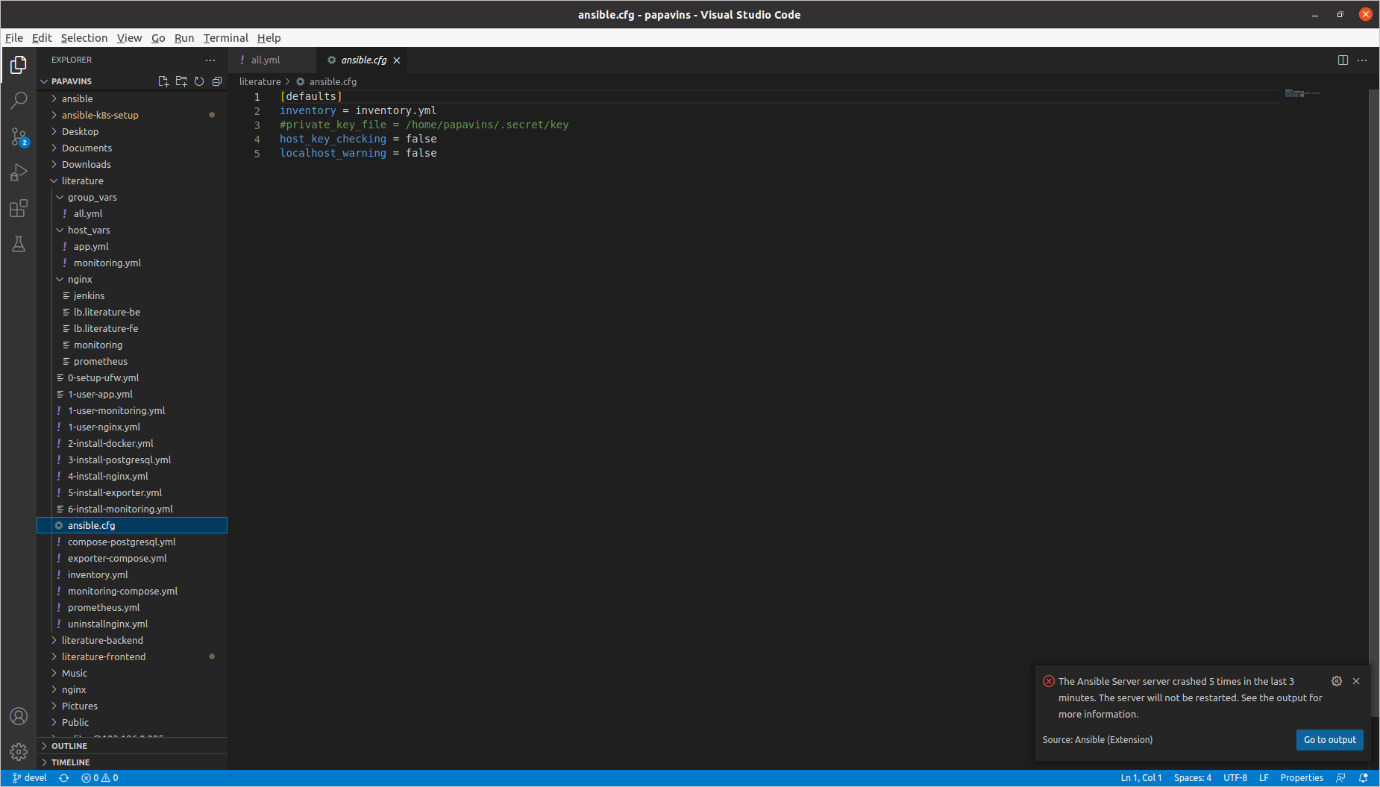 ansible.cfg - papavins - Visual Studio Code
File Edit Selection View Go Run Terminal Help
EXPLORER
PAPAVINS
ansible
ansible-k8s-setup
Desktop
Documents
Downloads
literature
group_vars
! all.yml
host_vars
! app.yml
! monitoring.yml
nginx
jenkins
lb.literature-be
lb.literature-fe
monitoring
prometheus
0-setup-ufw.yml
1-user-app.yml
! 1-user-monitoring.yml
! 1-user-nginx.yml
! 2-install-docker.yml
! 3-install-postgresql.yml
! 4-install-nginx.yml
! 5-install-exporter.yml
6-install-monitoring.yml
ansible.cfg
! compose-postgresql.yml
! exporter-compose.yml
! inventory.yml
! monitoring-compose.yml
! prometheus.yml
! uninstallnginx.yml
literature-backend
literature-frontend
Music
nginx
Pictures
Public
OUTLINE
TIMELINE
2
! all.yml
ansible.cfg
literature > ansible.cfg
1 [defaults]
2 inventory = inventory.yml
3 #private_key_file = /home/papavins/.secret/key
4 host_key_checking = false
5 localhost_warning = false
The Ansible Server server crashed 5 times in the last 3
minutes. The server will not be restarted. See the output for
more information.
Source: Ansible (Extension)
Go to output
devel 0 0 Ln 1, Col 1 Spaces: 4 UTF-8 LF Properties